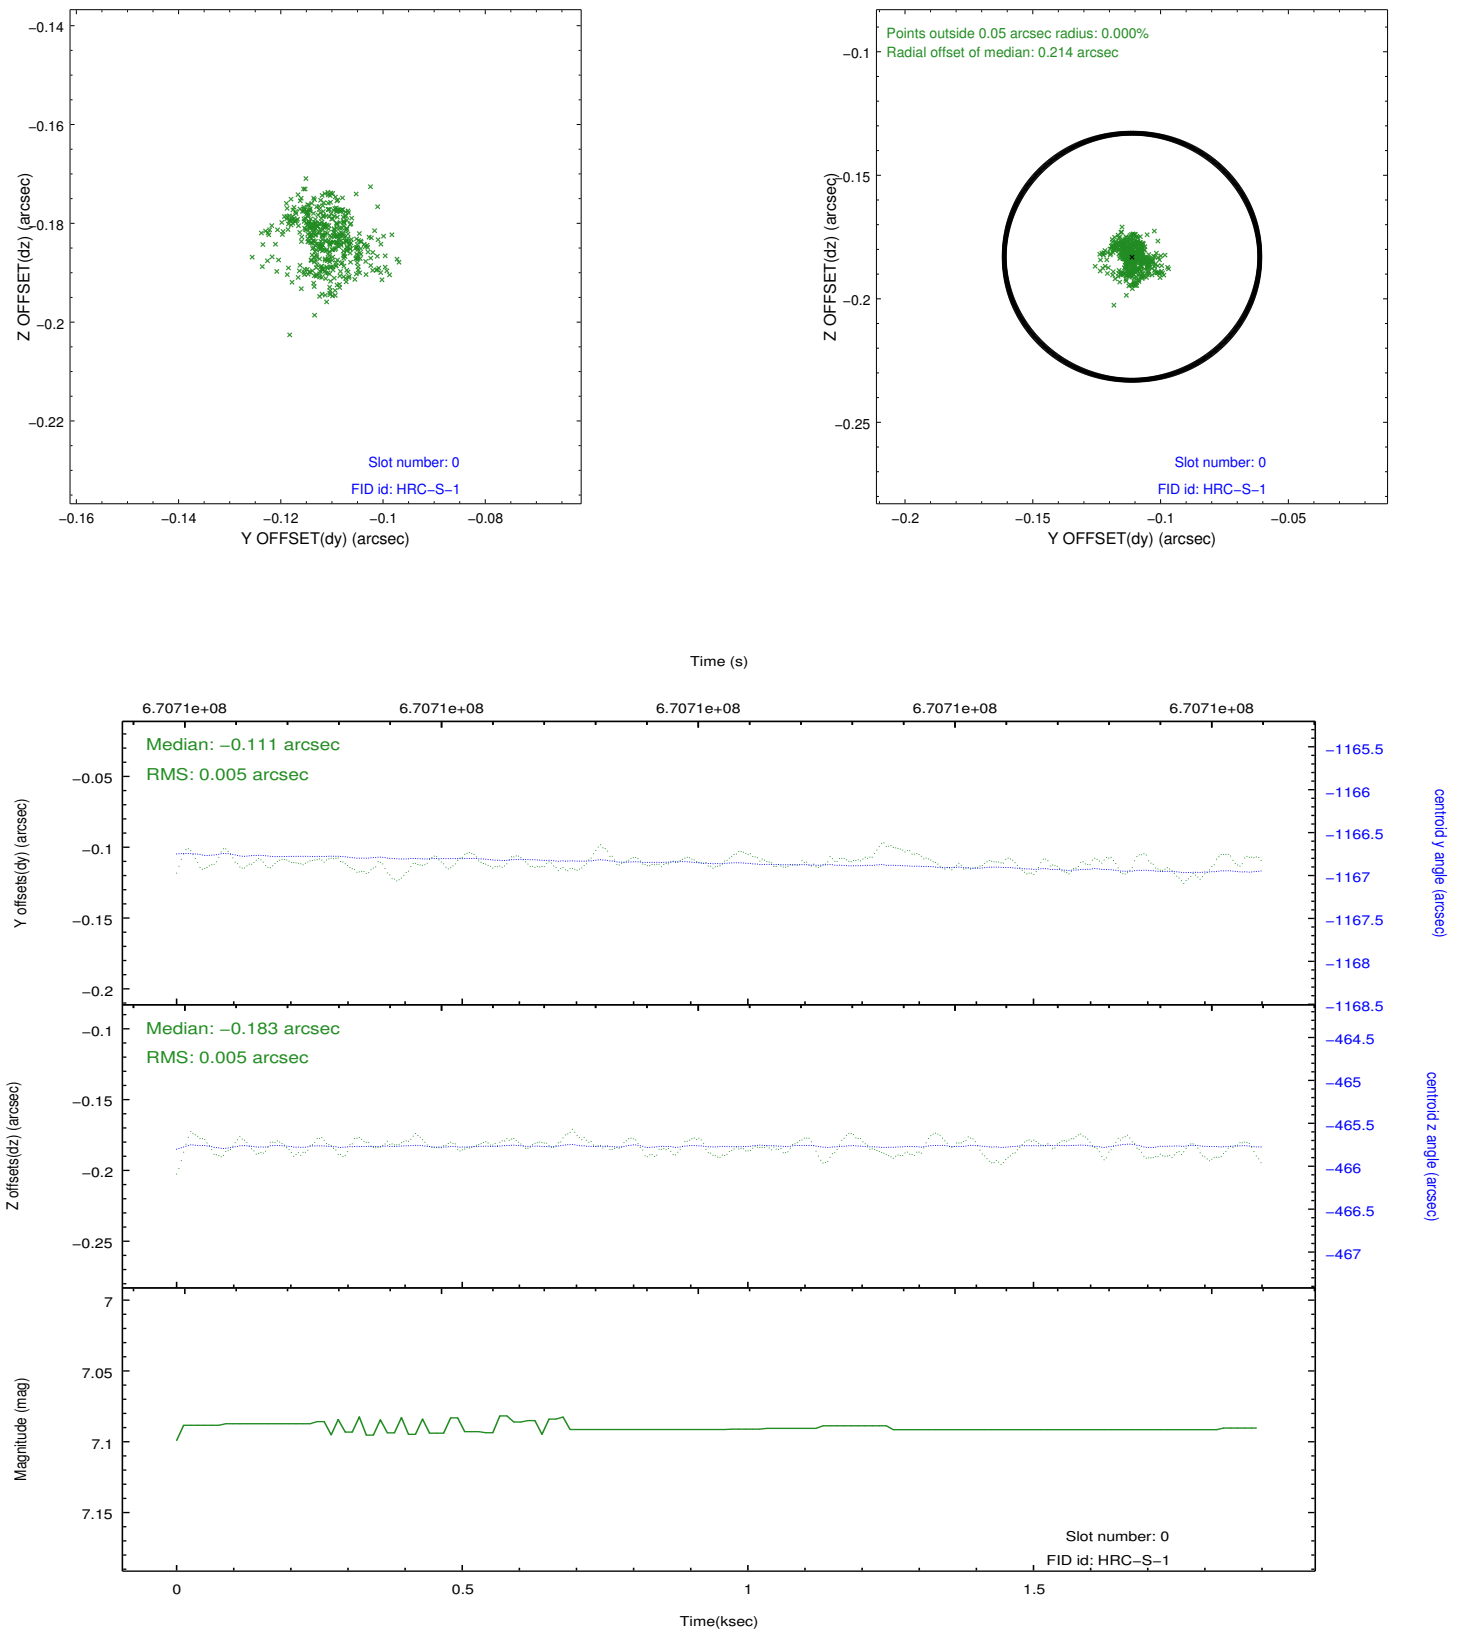 −0.14
−0.16
−0.18
−0.2
−0.22
Z OFFSET(dz) (arcsec)
Slot number: 0
FID id: HRC−S−1
−0.16
−0.14
−0.12
−0.1
−0.08
Y OFFSET(dy) (arcsec)
Points outside 0.05 arcsec radius: 0.000%
Radial offset of median: 0.214 arcsec
−0.1
−0.15
−0.2
−0.25
Z OFFSET(dz) (arcsec)
Slot number: 0
FID id: HRC−S−1
−0.2
−0.15
−0.1
−0.05
Y OFFSET(dy) (arcsec)
Time (s)
6.7071e+08
6.7071e+08
6.7071e+08
6.7071e+08
6.7071e+08
Median: −0.111 arcsec
RMS: 0.005 arcsec
−0.05
−0.1
−0.15
−0.2
Y offsets(dy) (arcsec)
−1165.5
−1166
−1166.5
−1167
−1167.5
−1168
−1168.5
centroid y angle (arcsec)
Median: −0.183 arcsec
RMS: 0.005 arcsec
−0.1
−0.15
−0.2
−0.25
Z offsets(dz) (arcsec)
−464.5
−465
−465.5
−466
−466.5
−467
centroid z angle (arcsec)
7
7.05
7.1
7.15
Magnitude (mag)
Slot number: 0
FID id: HRC−S−1
0
0.5
1
1.5
Time(ksec)